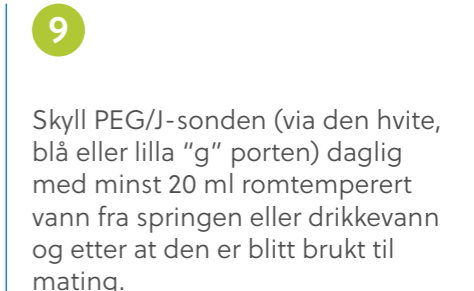 9
Skyll PEG/J-sonden (via den hvite,
blå eller lilla "g" porten) daglig
med minst 20 ml romtemperert
vann fra springen eller drikkevann
og etter at den er blitt brukt til
mating.